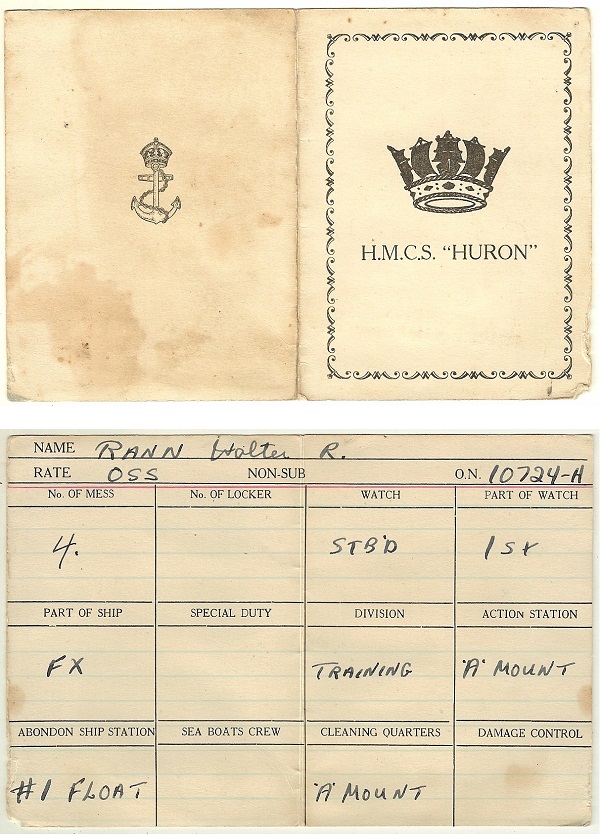 H.M.C.S. "HURON"
NAME RANN Walter R.
RATE OSS NON-SUB O.N. 10724-H
No. OF MESS No. OF LOCKER WATCH PART OF WATCH
4. STB'D 1ST
PART OF SHIP SPECIAL DUTY DIVISION ACTION STATION
FX TRAINING 'A' MOUNT
ABONDON SHIP STATION SEA BOATS CREW CLEANING QUARTERS DAMAGE CONTROL
#1 FLOAT 'A' MOUNT